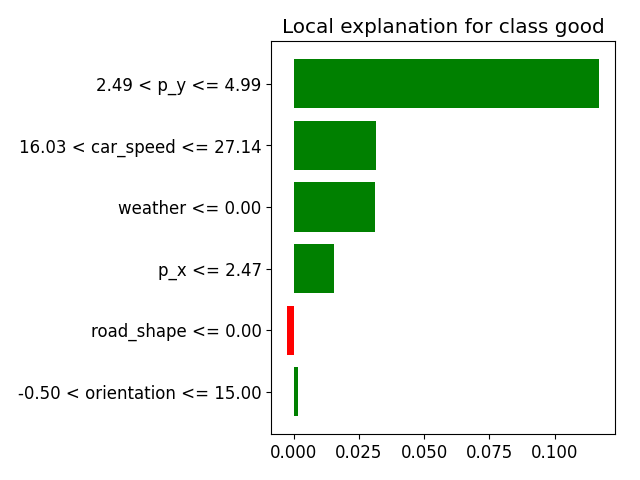 Local explanation for class good
2.49 < p_y <= 4.99
16.03 < car_speed <= 27.14
weather <= 0.00
p_x <= 2.47
road_shape <= 0.00
-0.50 < orientation <= 15.00
0.000 0.025 0.050 0.075 0.100